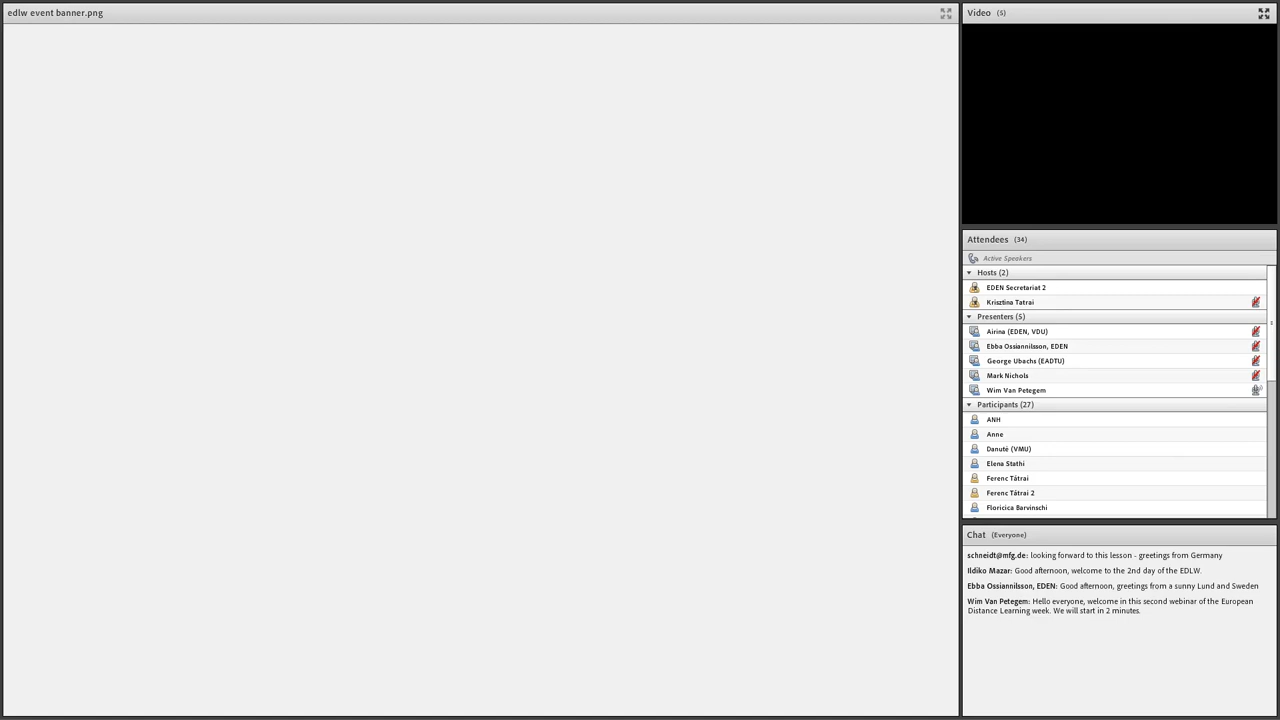 edlw event banner.png
Video (5)
Attendees (34)
Active Speakers
Hosts (2)
EDEN Secretariat 2
Krisztina Tatrai
Presenters (5)
Airina (EDEN, VDU)
Ebba Ossiannilsson, EDEN
George Ubachs (EADTU)
Mark Nichols
Wim Van Petegem
Participants (27)
ANH
Anne
Danutė (VMU)
Elena Stathi
Ferenc Tátrai
Ferenc Tátrai 2
Floricica Barvinschi
Chat (Everyone)
schneidt@mfg.de: looking forward to this lesson - greetings from Germany
Ildiko Mazar: Good afternoon, welcome to the 2nd day of the EDLW.
Ebba Ossiannilsson, EDEN: Good afternoon, greetings from a sunny Lund and Sweden
Wim Van Petegem: Hello everyone, welcome in this second webinar of the European
Distance Learning week. We will start in 2 minutes.